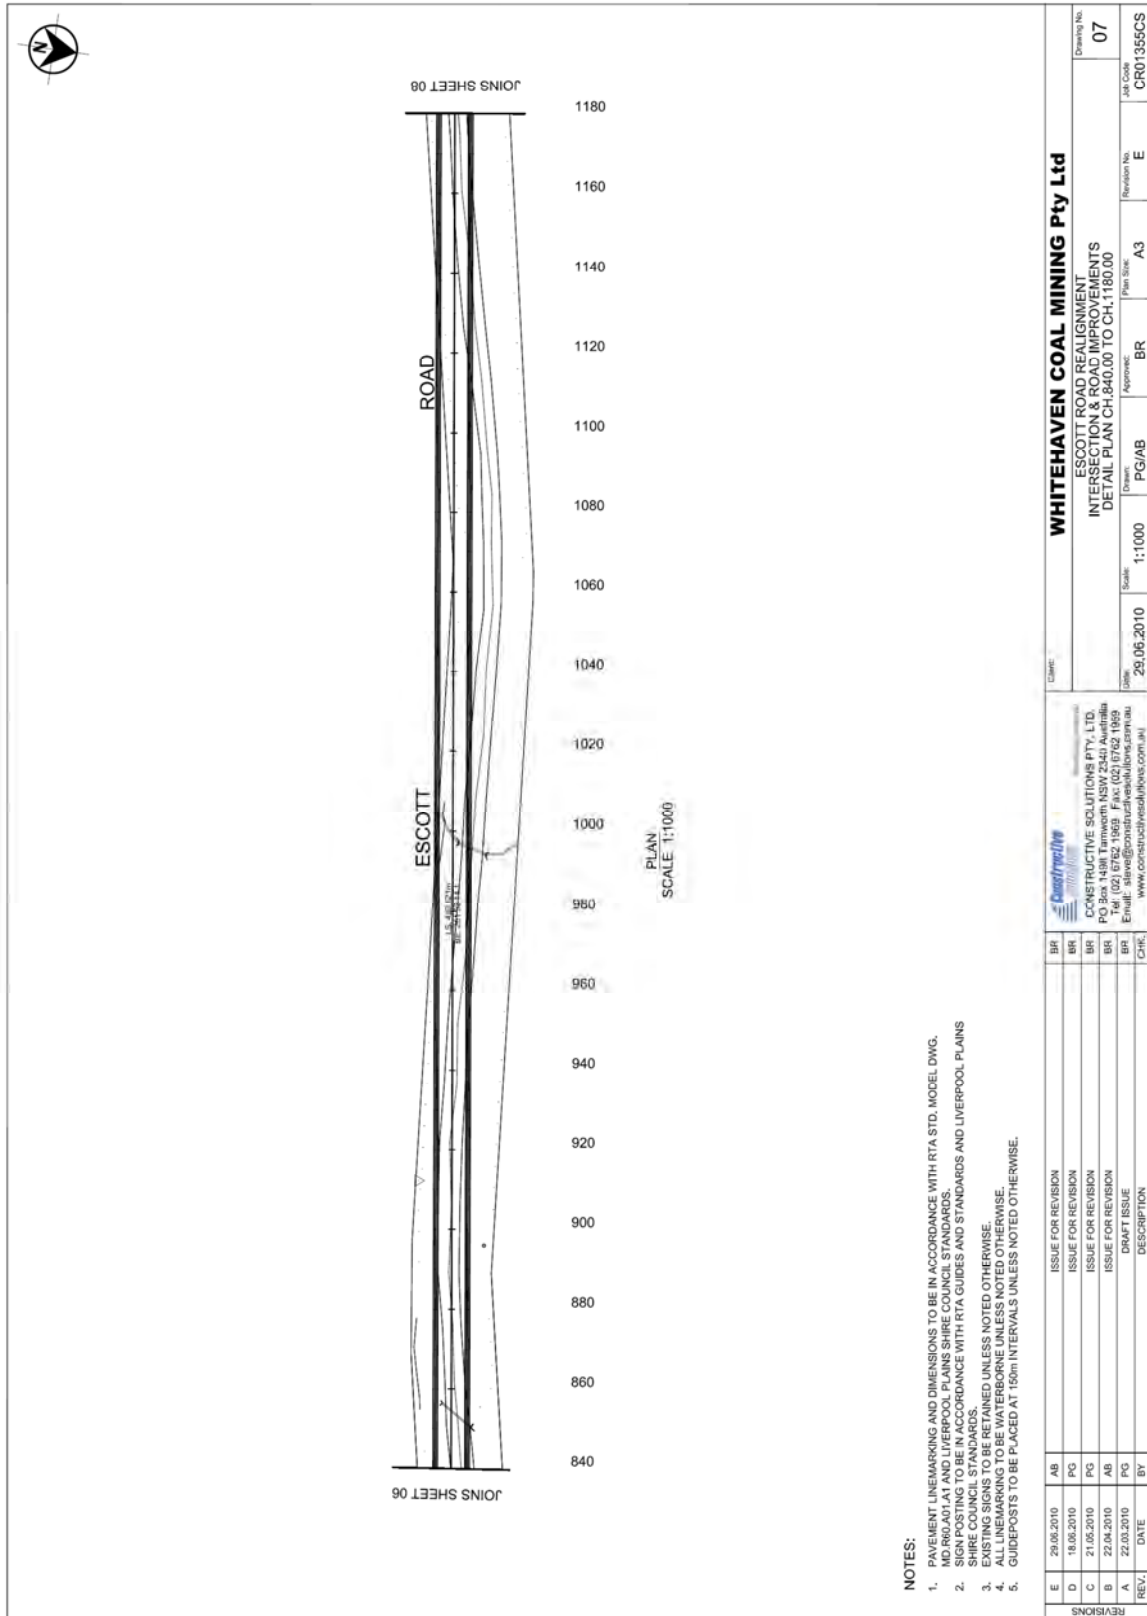 N
JOINS SHEET 08
JOINS SHEET 06
ESCOTT ROAD
840
860
880
900
920
940
960
980
1000
1020
1040
1060
1080
1100
1120
1140
1160
1180
PLAN
SCALE 1:1000
NOTES:
1. PAVEMENT LINEMARKING AND DIMENSIONS TO BE IN ACCORDANCE WITH RTA STD. MODEL DWG.
MD.R60.A01.A1 AND LIVERPOOL PLAINS SHIRE COUNCIL STANDARDS.
2. SIGN POSTING TO BE IN ACCORDANCE WITH RTA GUIDES AND STANDARDS AND LIVERPOOL PLAINS
SHIRE COUNCIL STANDARDS.
3. EXISTING SIGNS TO BE RETAINED UNLESS NOTED OTHERWISE.
4. ALL LINEMARKING TO BE WATERBORNE UNLESS NOTED OTHERWISE.
5. GUIDEPOSTS TO BE PLACED AT 150m INTERVALS UNLESS NOTED OTHERWISE.
REVISIONS
E 29.06.2010 AB ISSUE FOR REVISION BR
D 18.06.2010 PG ISSUE FOR REVISION BR
C 21.05.2010 PG ISSUE FOR REVISION BR
B 22.04.2010 AB ISSUE FOR REVISION BR
A 22.03.2010 PG DRAFT ISSUE BR
REV. DATE BY DESCRIPTION CHK.
Constructive
CONSTRUCTIVE SOLUTIONS PTY. LTD.
PO Box 1498 Tamworth NSW 2340 Australia
Tel: (02) 6762 1969 Fax: (02) 6762 1989
Email: steve@constructivesolutions.com.au
www.constructivesolutions.com.au
Client:
WHITEHAVEN COAL MINING Pty Ltd
ESCOTT ROAD REALIGNMENT
INTERSECTION & ROAD IMPROVEMENTS
DETAIL PLAN CH.840.00 TO CH.1180.00
Drawing No.
07
Date: 29.06.2010
Scale: 1:1000
Drawn: PG/AB
Approved: BR
Plan Size: A3
Revision No. E
Job Code CR01355CS